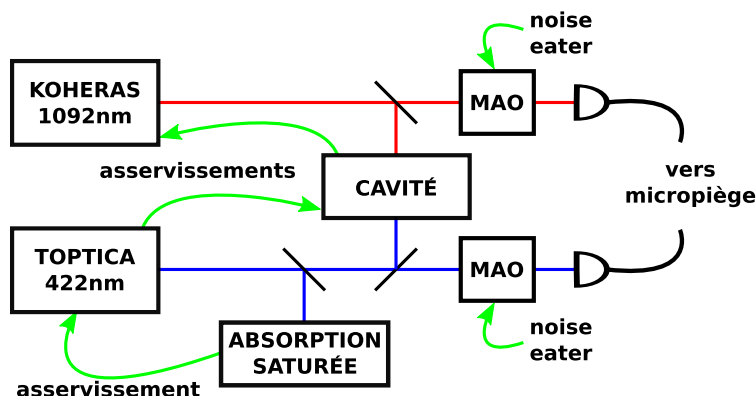 noise
eater
KOHERAS
1092nm
MAO
asservissements
CAVITÉ
vers
micropiège
TOPTICA
422nm
MAO
ABSORPTION
SATURÉE
noise
eater
asservissement